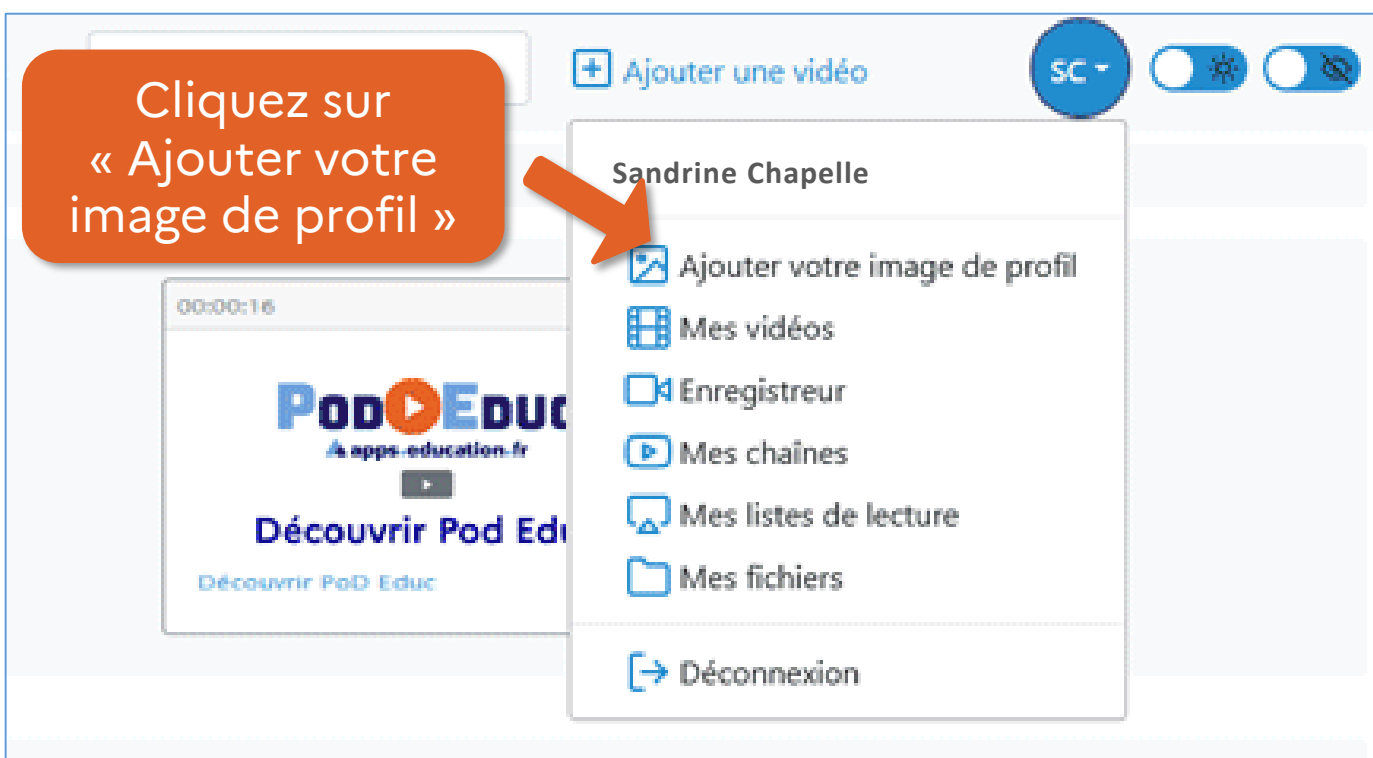 Ajouter une vidéo
SC
Cliquez sur
« Ajouter votre
image de profil »
Sandrine Chapelle
Ajouter votre image de profil
Mes vidéos
Enregistreur
Mes chaînes
Mes listes de lecture
Mes fichiers
Déconnexion
00:00:16
POD EDUC
apps.education.fr
Découvrir Pod Edu
Découvrir PoD Educ